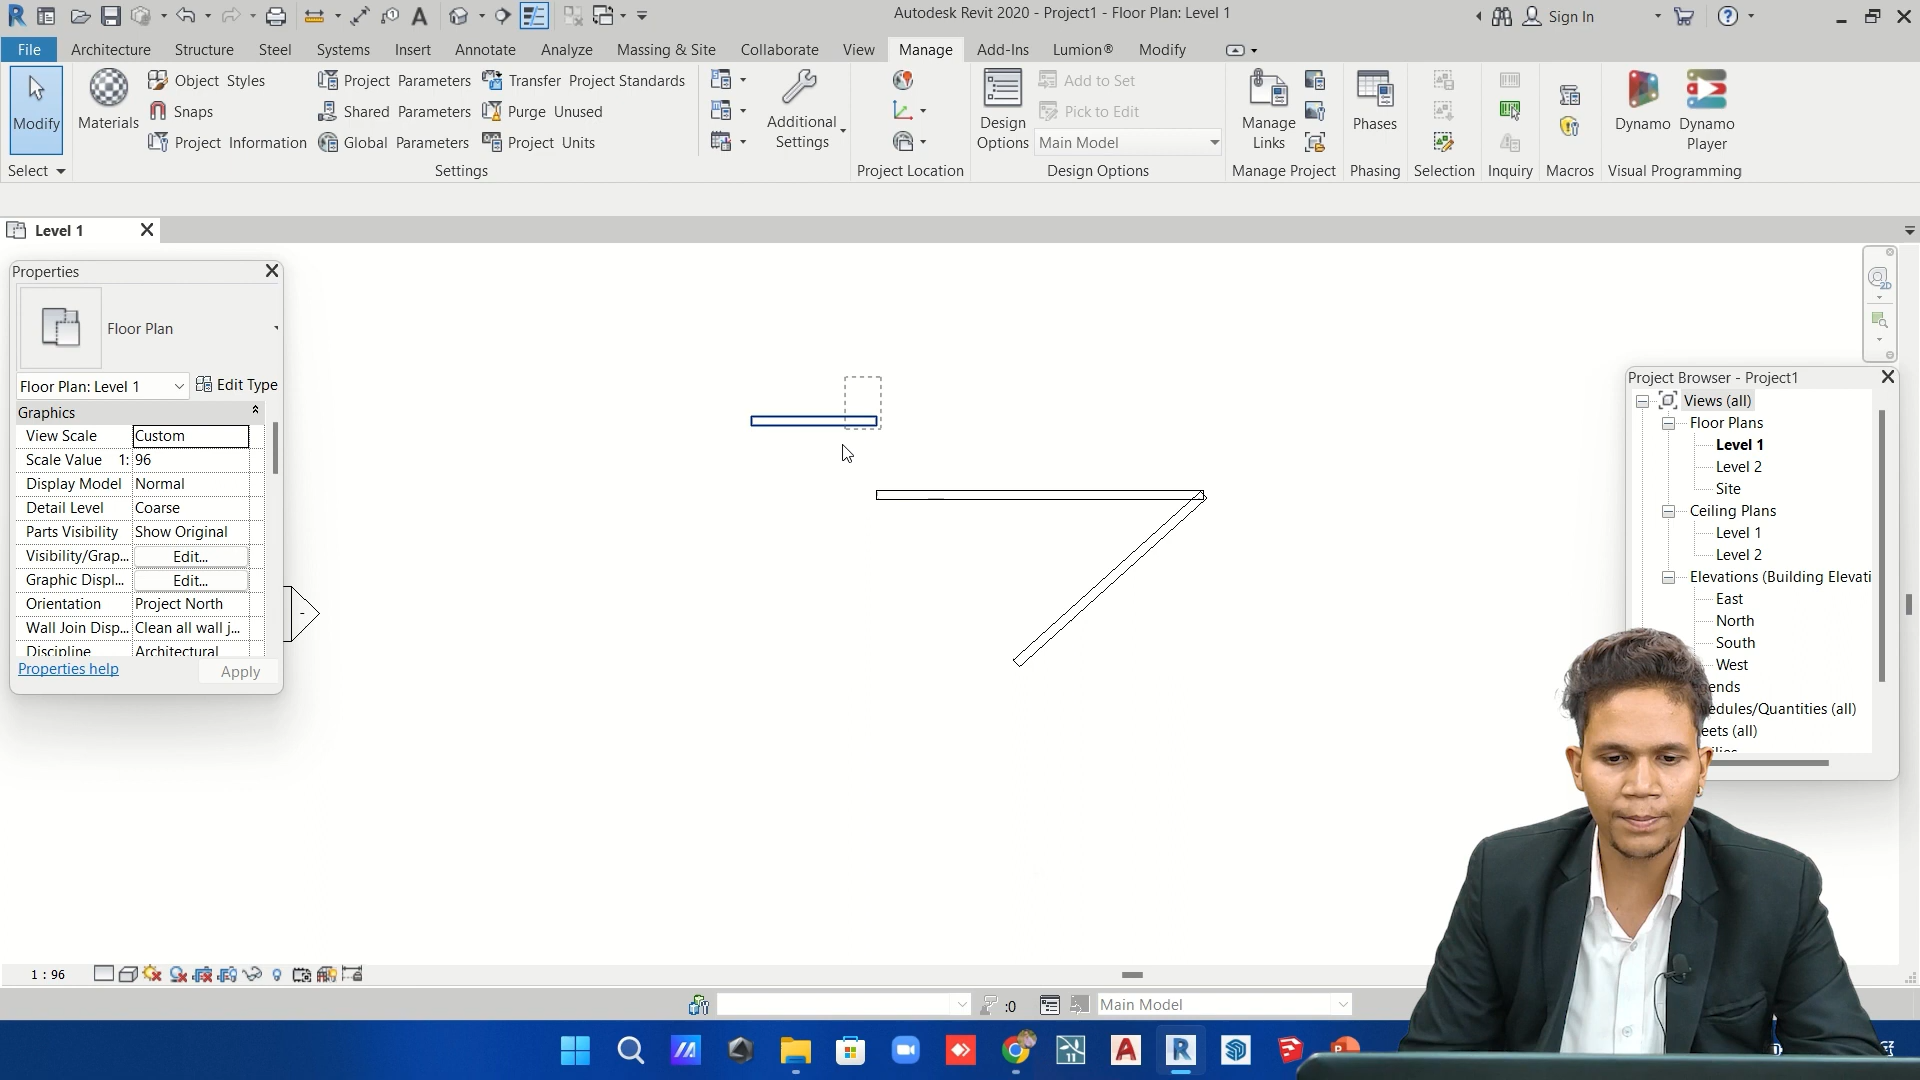 Autodesk Revit 2020 - Project1 - Floor Plan: Level 1
Sign In
File Architecture Structure Steel Systems Insert Annotate Analyze Massing & Site Collaborate View Manage Add-Ins Lumion® Modify
Modify
Materials
Object Styles
Snaps
Project Information
Project Parameters
Shared Parameters
Global Parameters
Transfer Project Standards
Purge Unused
Project Units
Additional
Settings
Design
Options
Add to Set
Pick to Edit
Main Model
Manage
Links
Phases
Dynamo
Dynamo
Player
Select Settings Project Location Design Options Manage Project Phasing Selection Inquiry Macros Visual Programming
Level 1
Properties
Floor Plan
Floor Plan: Level 1 Edit Type
Graphics
View Scale Custom
Scale Value 1: 96
Display Model Normal
Detail Level Coarse
Parts Visibility Show Original
Visibility/Grap... Edit...
Graphic Displ... Edit...
Orientation Project North
Wall Join Disp... Clean all wall j...
Discipline Architectural
Properties help Apply
Project Browser - Project1
Views (all)
Floor Plans
Level 1
Level 2
Site
Ceiling Plans
Level 1
Level 2
Elevations (Building Elevati
East
North
South
West
gends
edules/Quantities (all)
eets (all)
1 : 96
:0
Main Model
2D
11